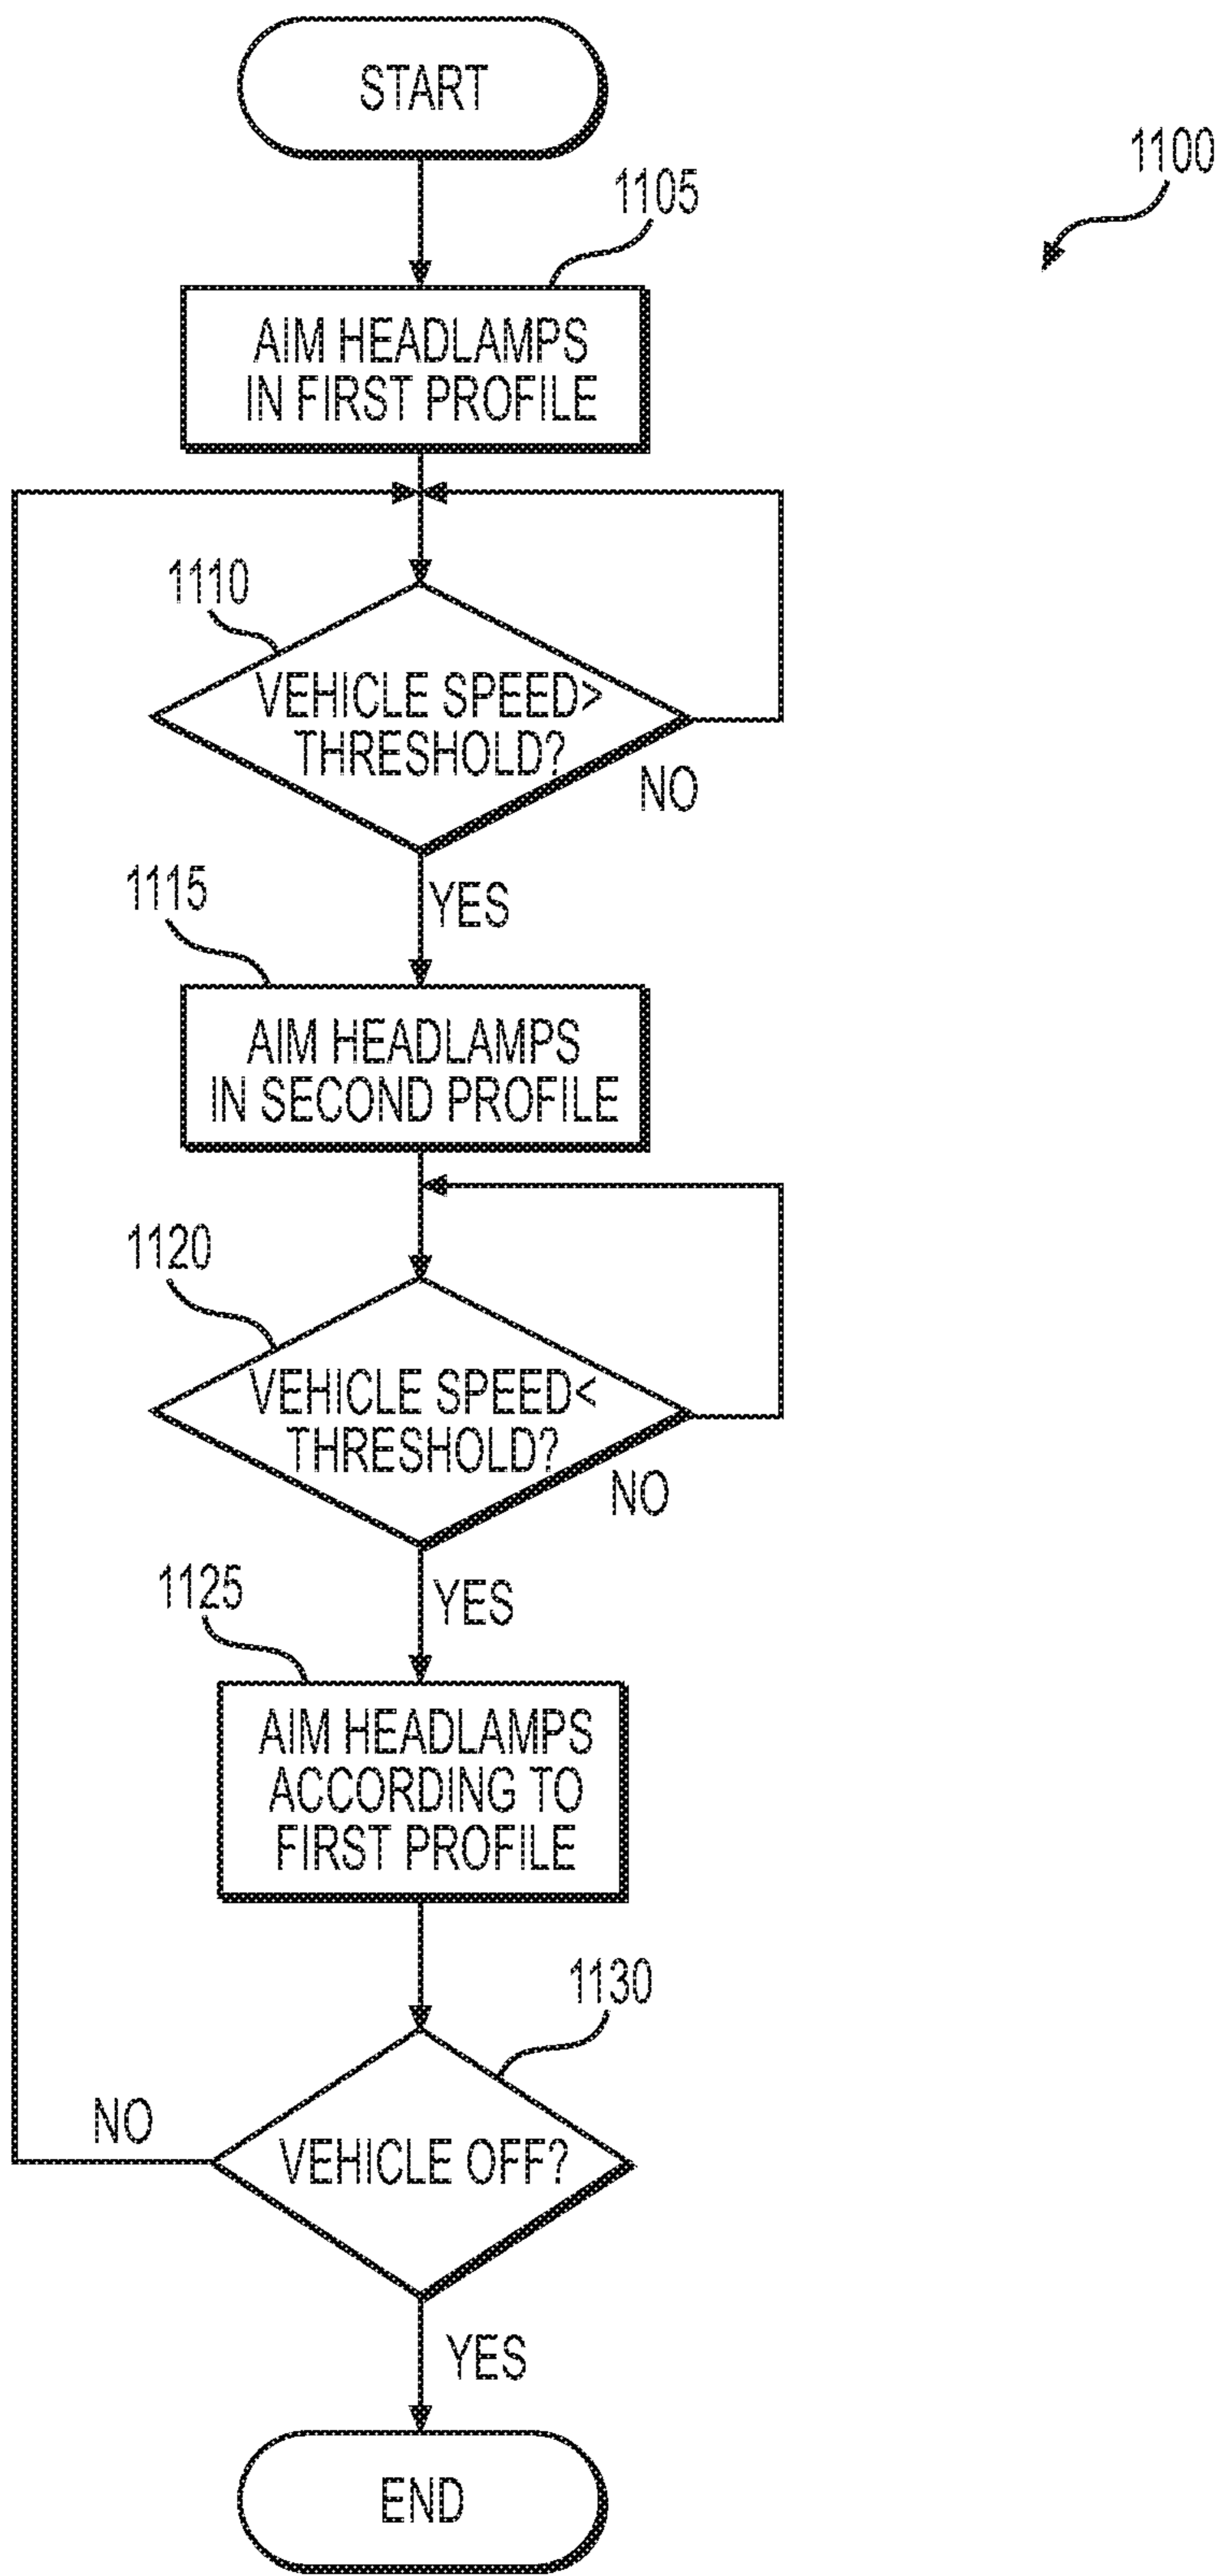 START
1100
1105
AIM HEADLAMPS
IN FIRST PROFILE
1110
VEHICLE SPEED>
THRESHOLD?
NO
YES
1115
AIM HEADLAMPS
IN SECOND PROFILE
1120
VEHICLE SPEED<
THRESHOLD?
NO
YES
1125
AIM HEADLAMPS
ACCORDING TO
FIRST PROFILE
1130
NO
VEHICLE OFF?
YES
END